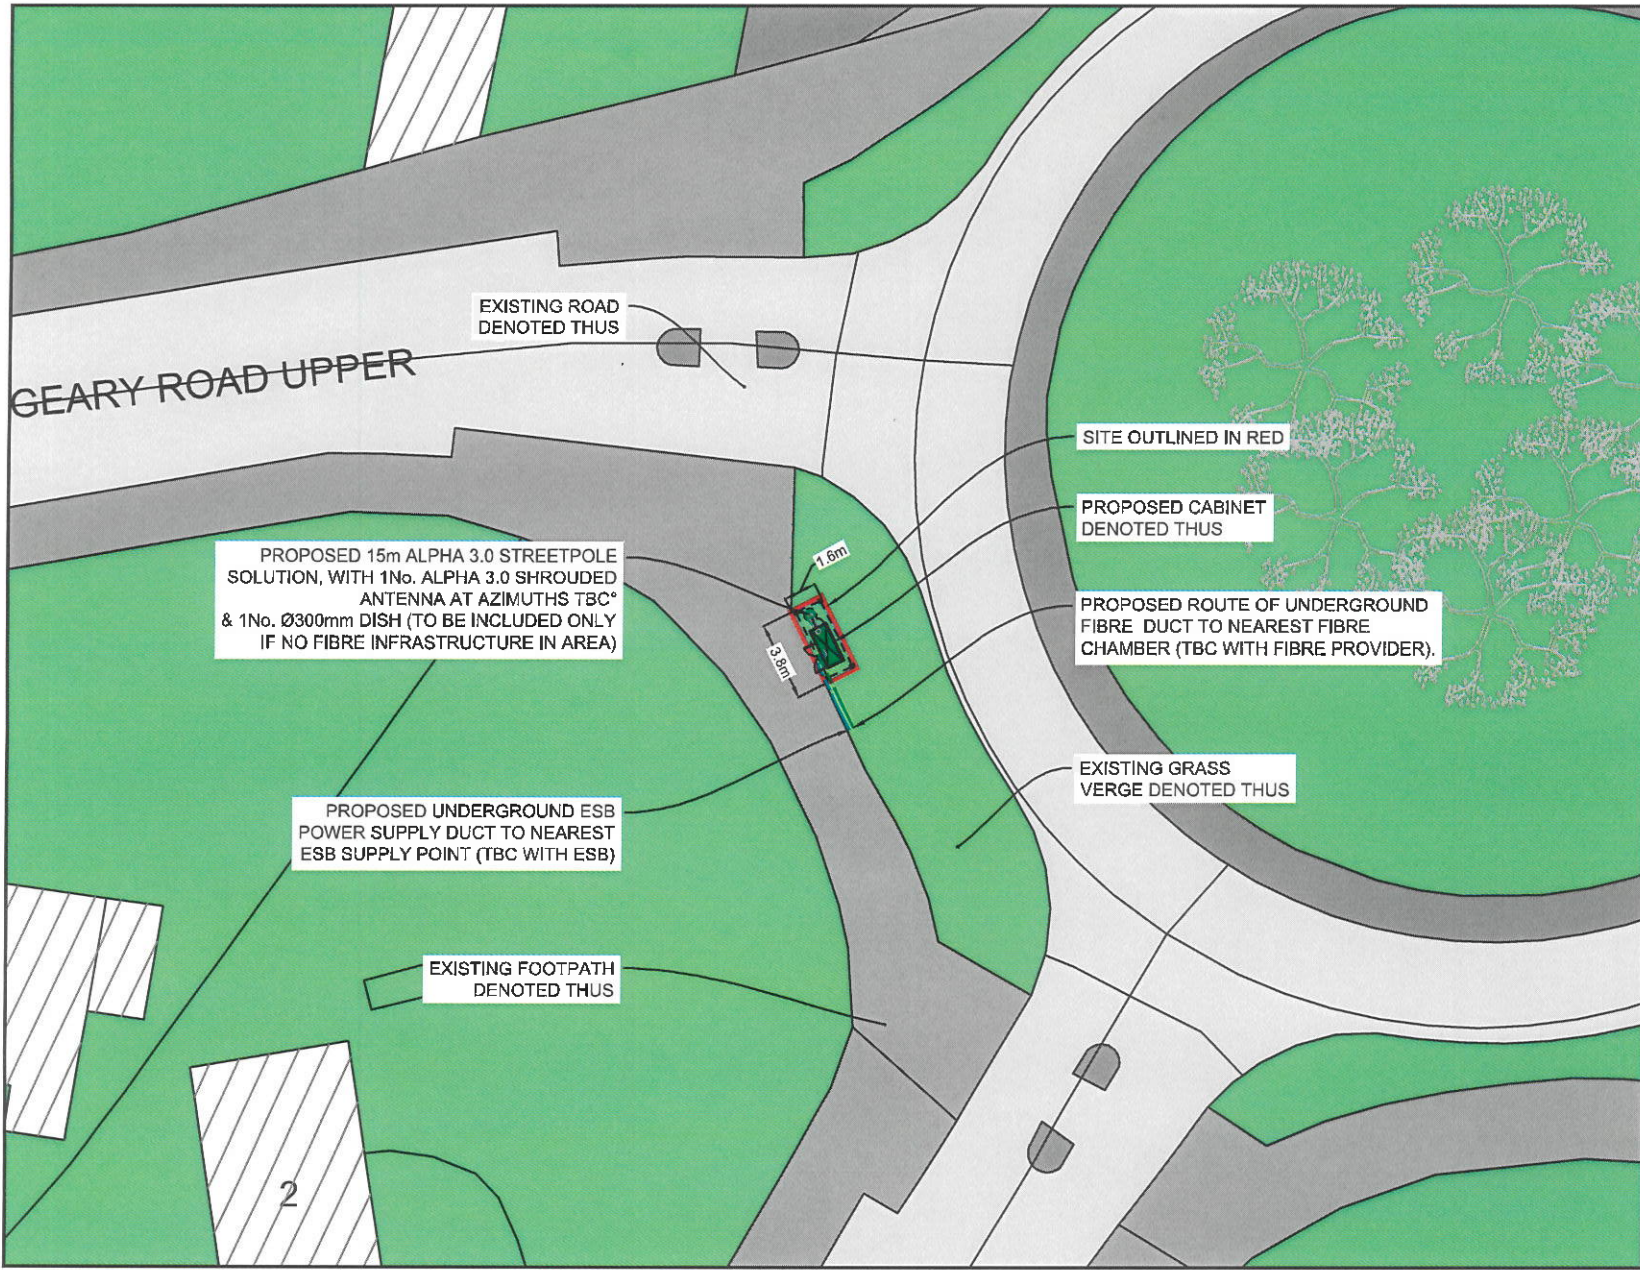 EXISTING ROAD
DENOTED THUS
GEARY ROAD UPPER
SITE OUTLINED IN RED
PROPOSED CABINET
DENOTED THUS
PROPOSED 15m ALPHA 3.0 STREETPOLE
SOLUTION, WITH 1No. ALPHA 3.0 SHROUDED
ANTENNA AT AZIMUTHS TBC°
& 1No. Ø300mm DISH (TO BE INCLUDED ONLY
IF NO FIBRE INFRASTRUCTURE IN AREA)
1.6m
3.8m
PROPOSED ROUTE OF UNDERGROUND
FIBRE DUCT TO NEAREST FIBRE
CHAMBER (TBC WITH FIBRE PROVIDER).
EXISTING GRASS
VERGE DENOTED THUS
PROPOSED UNDERGROUND ESB
POWER SUPPLY DUCT TO NEAREST
ESB SUPPLY POINT (TBC WITH ESB)
EXISTING FOOTPATH
DENOTED THUS
2